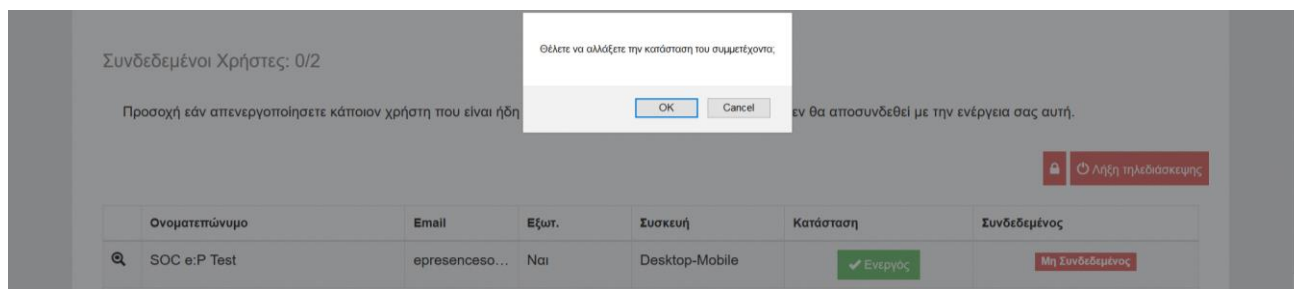 Θέλετε να αλλάξετε την κατάσταση του συμμετέχοντα;
OK Cancel
Συνδεδεμένοι Χρήστες: 0/2
Προσοχή εάν απενεργοποίησετε κάποιον χρήστη που είναι ήδη εν θα αποσυνδεθεί με την ενέργεια σας αυτή.
Λήξη τηλεδιάσκεψης
Ονοματεπώνυμο Email Εξωτ. Συσκευή Κατάσταση Συνδεδεμένος
SOC e:P Test epresenceso... Ναι Desktop-Mobile Ενεργός Μη Συνδεδεμένος